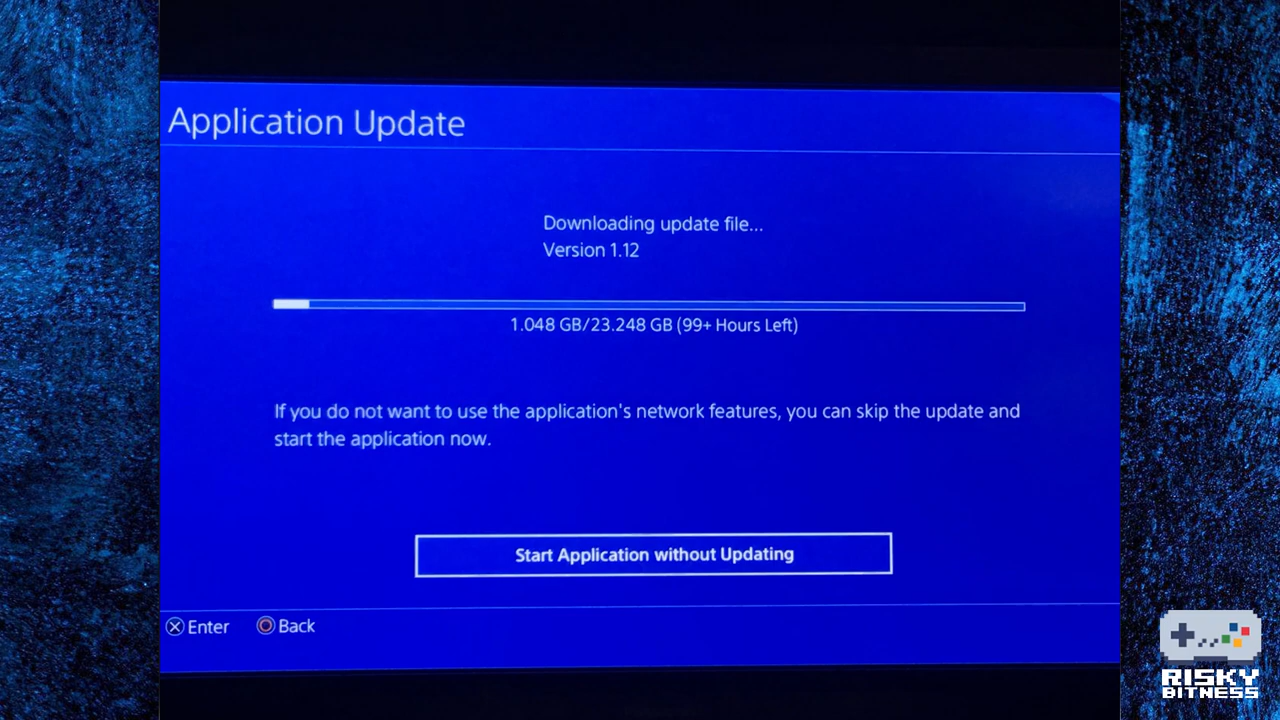 Application Update
Downloading update file...
Version 1.12
1.048 GB/23.248 GB (99+ Hours Left)
If you do not want to use the application's network features, you can skip the update and
start the application now.
Start Application without Updating
Enter
Back
RISKY
BITNESS